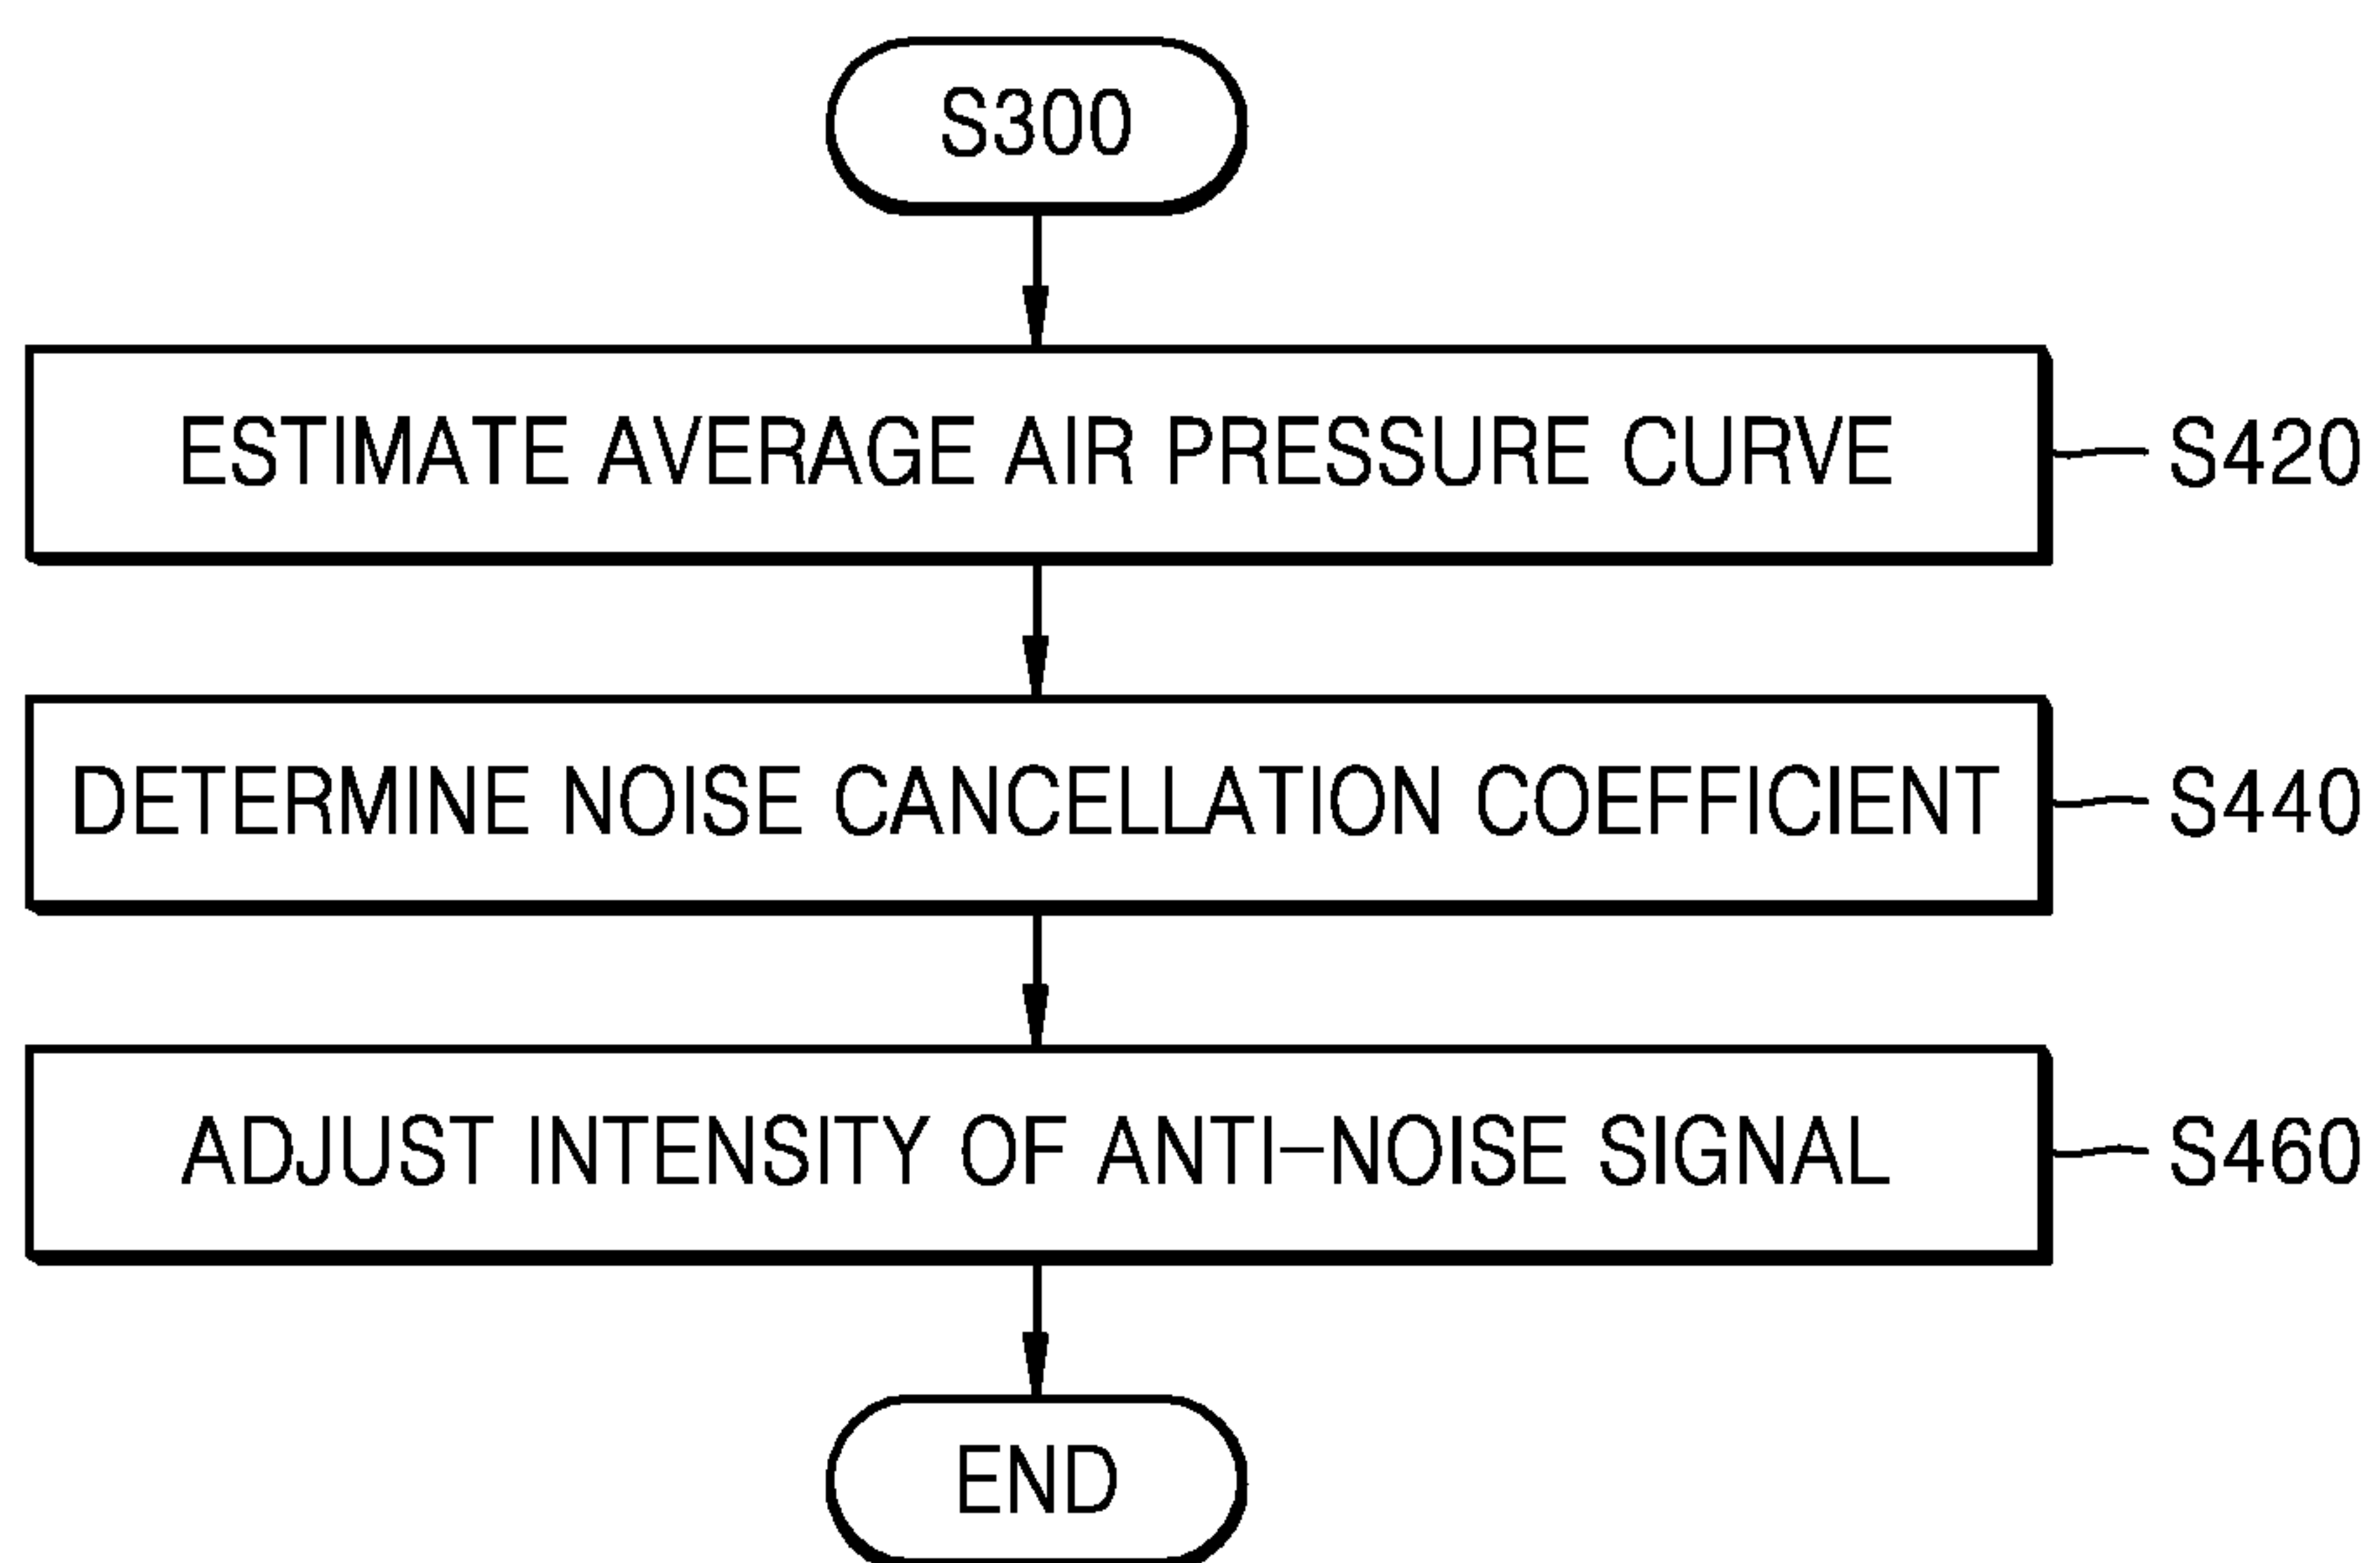 S300
ESTIMATE AVERAGE AIR PRESSURE CURVE
S420
DETERMINE NOISE CANCELLATION COEFFICIENT
S440
ADJUST INTENSITY OF ANTI-NOISE SIGNAL
S460
END